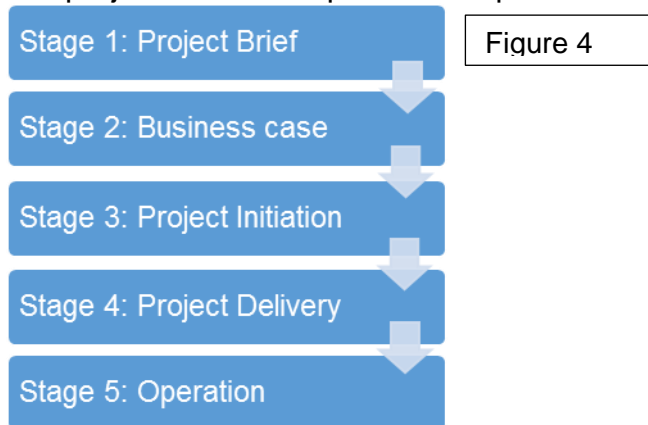 Stage 1: Project Brief
Figure 4
Stage 2: Business case
Stage 3: Project Initiation
Stage 4: Project Delivery
Stage 5: Operation